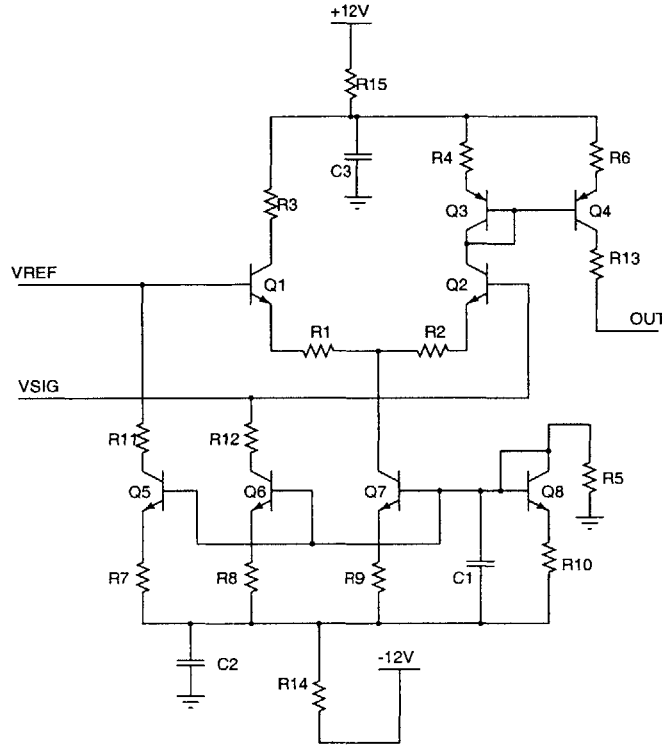 +12V
R15
R4
R6
C3
R3
Q3
Q4
R13
VREF
Q1
Q2
OUT
R1
R2
VSIG
R11
R12
Q5
Q6
Q7
Q8
R5
R7
R8
R9
C1
R10
C2
R14
-12V